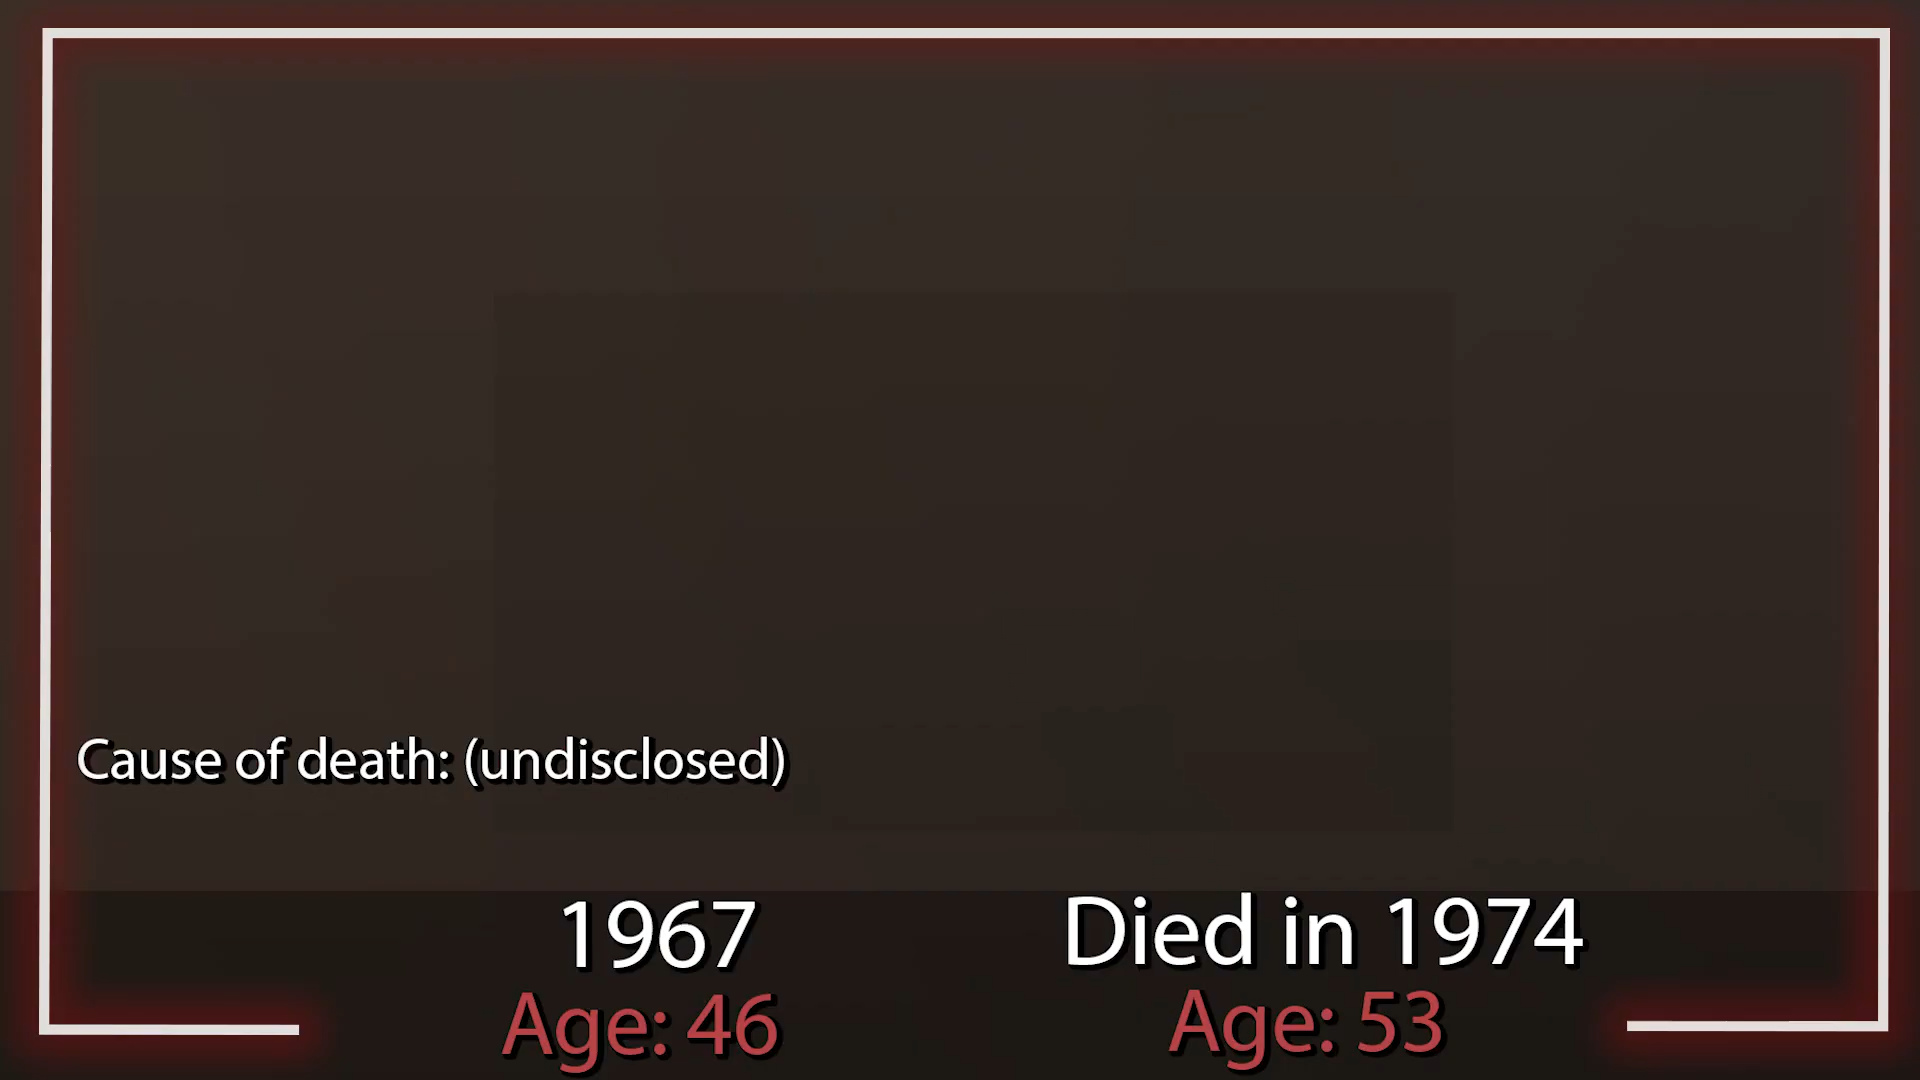 Cause of death: (undisclosed)
1967
Age: 46
Died in 1974
Age: 53